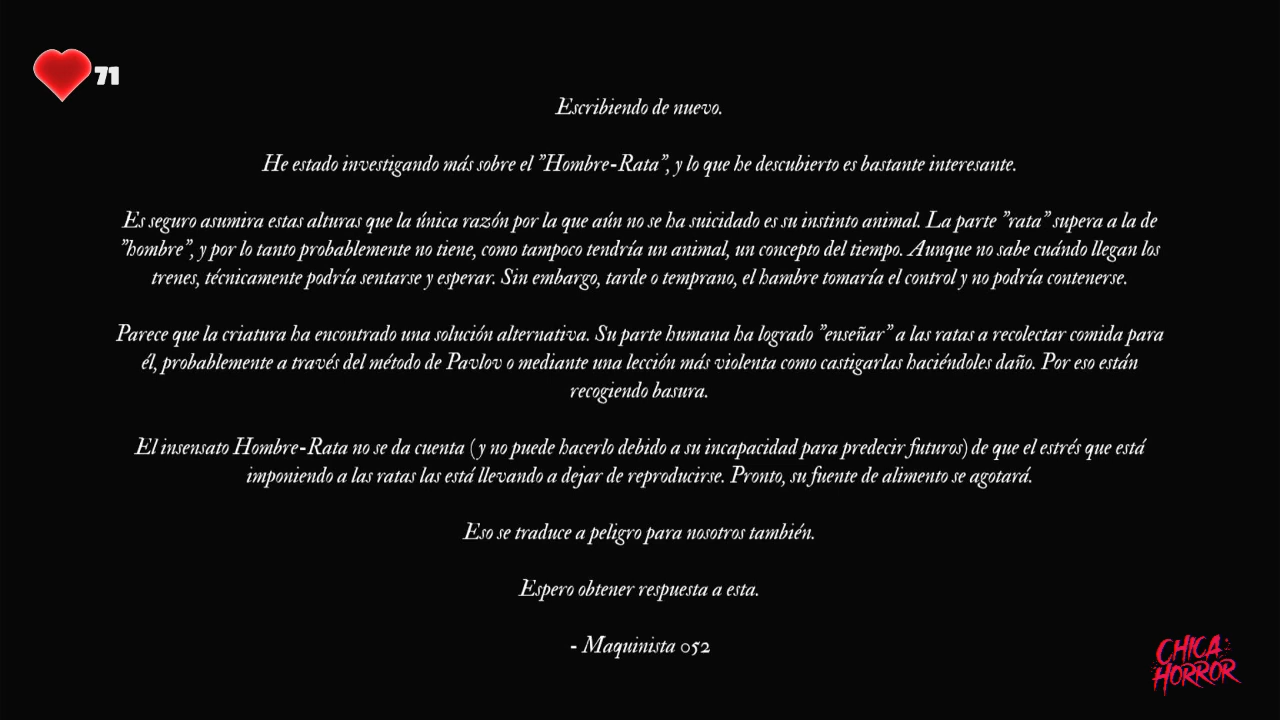 71
Escribiendo de nuevo.
He estado investigando más sobre el "Hombre-Rata", y lo que he descubierto es bastante interesante.
Es seguro asumira estas alturas que la única razón por la que aún no se ha suicidado es su instinto animal. La parte "rata" supera a la de
"hombre", y por lo tanto probablemente no tiene, como tampoco tendría un animal, un concepto del tiempo. Aunque no sabe cuándo llegan los
trenes, técnicamente podría sentarse y esperar. Sin embargo, tarde o temprano, el hambre tomaría el control y no podría contenerse.
Parece que la criatura ha encontrado una solución alternativa. Su parte humana ha logrado "enseñar" a las ratas a recolectar comida para
él, probablemente a través del método de Pavlov o mediante una lección más violenta como castigarlas haciéndoles daño. Por eso están
recogiendo basura.
El insensato Hombre-Rata no se da cuenta (y no puede hacerlo debido a su incapacidad para predecir futuros) de que el estrés que está
imponiendo a las ratas las está llevando a dejar de reproducirse. Pronto, su fuente de alimento se agotará.
Eso se traduce a peligro para nosotros también.
Espero obtener respuesta a esta.
- Maquinista 052
CHICA
HORROR